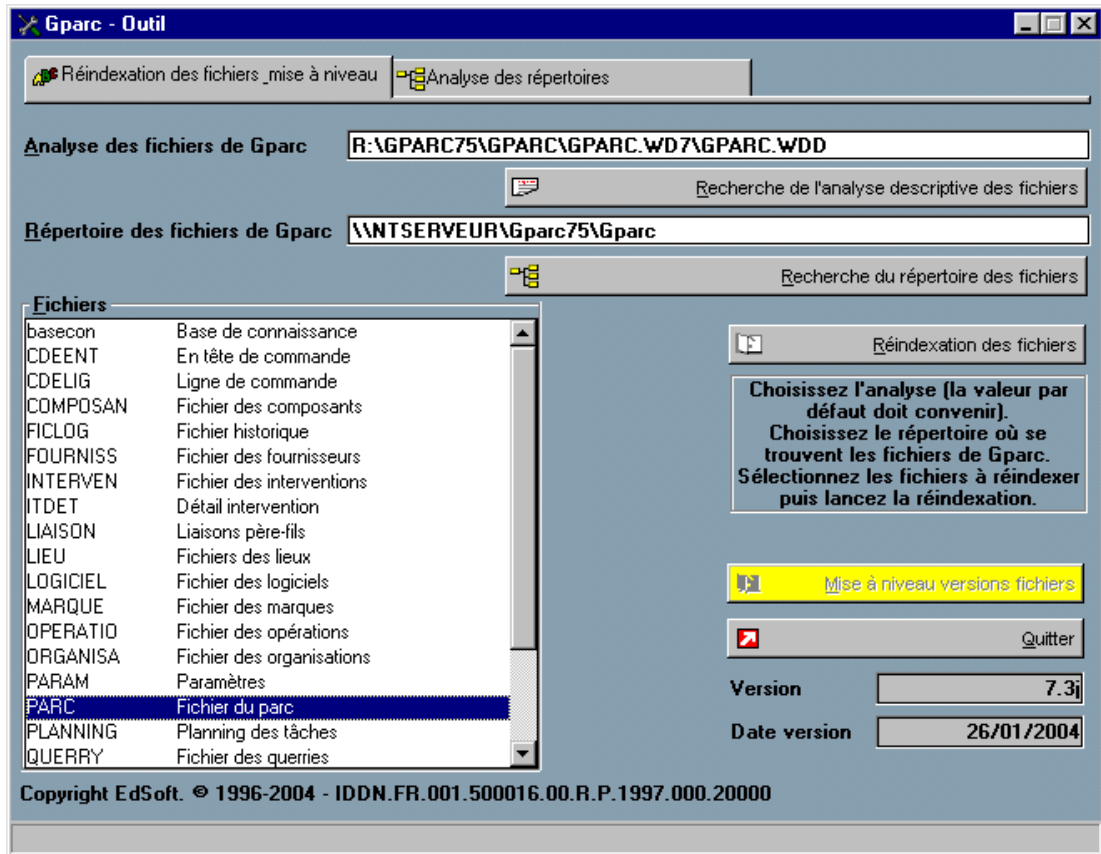 Gparc - Outil
Réindexation des fichiers _mise à niveau
Analyse des répertoires
Analyse des fichiers de Gparc R:\GPARC75\GPARC\GPARC.WD7\GPARC.WDD
Recherche de l'analyse descriptive des fichiers
Répertoire des fichiers de Gparc \\NTSERVEUR\Gparc75\Gparc
Recherche du répertoire des fichiers
Fichiers
basecon Base de connaissance
CDEENT En tête de commande
CDELIG Ligne de commande
COMPOSAN Fichier des composants
FICLOG Fichier historique
FOURNISS Fichier des fournisseurs
INTERVEN Fichier des interventions
ITDET Détail intervention
LIAISON Liaisons père-fils
LIEU Fichiers des lieux
LOGICIEL Fichier des logiciels
MARQUE Fichier des marques
OPERATIO Fichier des opérations
ORGANISA Fichier des organisations
PARAM Paramètres
PARC Fichier du parc
PLANNING Planning des tâches
QUERRY Fichier des querries
Réindexation des fichiers
Choisissez l'analyse (la valeur par
défaut doit convenir).
Choisissez le répertoire où se
trouvent les fichiers de Gparc.
Sélectionnez les fichiers à réindexer
puis lancez la réindexation.
Mise à niveau versions fichiers
Quitter
Version 7.3j
Date version 26/01/2004
Copyright EdSoft. © 1996-2004 - IDDN.FR.001.500016.00.R.P.1997.000.20000